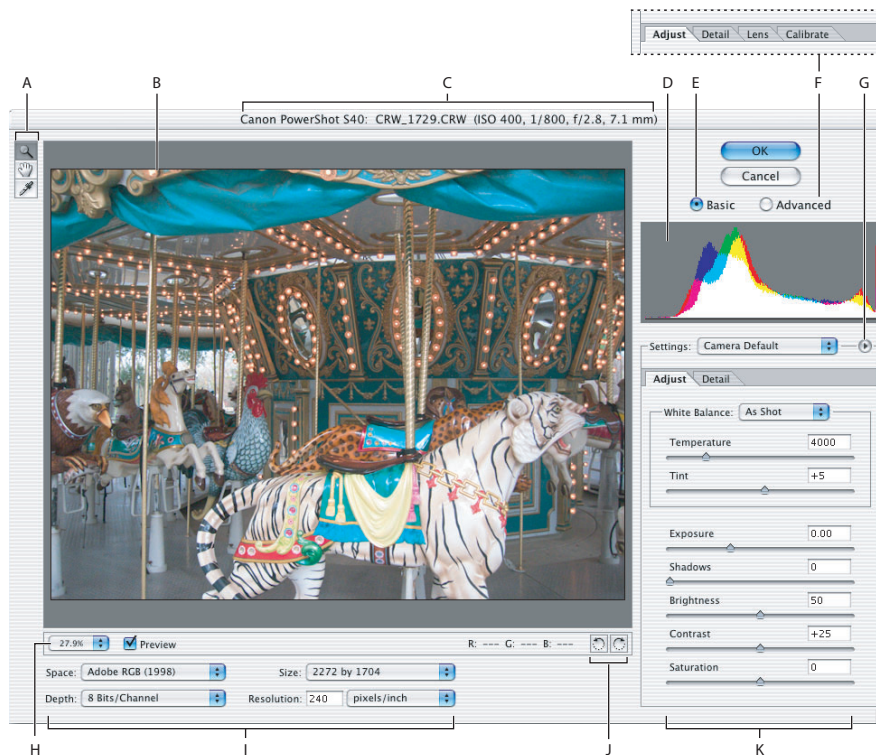 Adjust Detail Lens Calibrate
A B C D E F G
Canon PowerShot S40: CRW_1729.CRW (ISO 400, 1/800, f/2.8, 7.1 mm)
OK
Cancel
Basic Advanced
Settings: Camera Default
Adjust Detail
White Balance: As Shot
Temperature 4000
Tint +5
Exposure 0.00
Shadows 0
Brightness 50
Contrast +25
Saturation 0
27.9% Preview R: --- G: --- B: ---
Space: Adobe RGB (1998) Size: 2272 by 1704
Depth: 8 Bits/Channel Resolution: 240 pixels/inch
H I J K